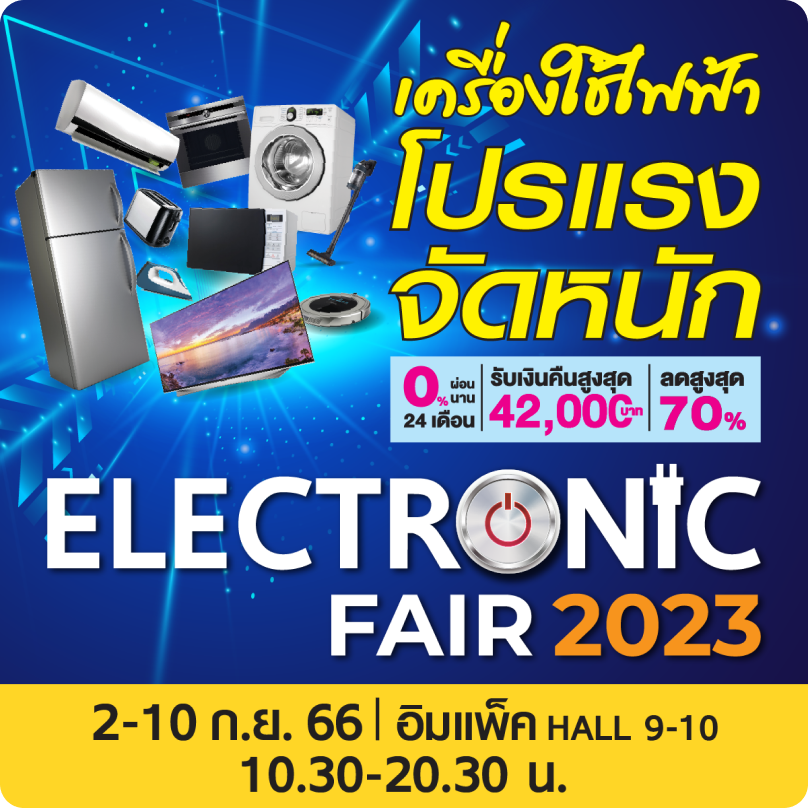 เครื่องใช้ไฟฟ้า
โปรแรง
จัดหนัก
0% ผ่อนนาน 24 เดือน
รับเงินคืนสูงสุด 42,000 บาท
ลดสูงสุด 70%
ELECTRONIC
FAIR 2023
2-10 ก.ย. 66 | อิมแพ็ค HALL 9-10
10.30-20.30 น.